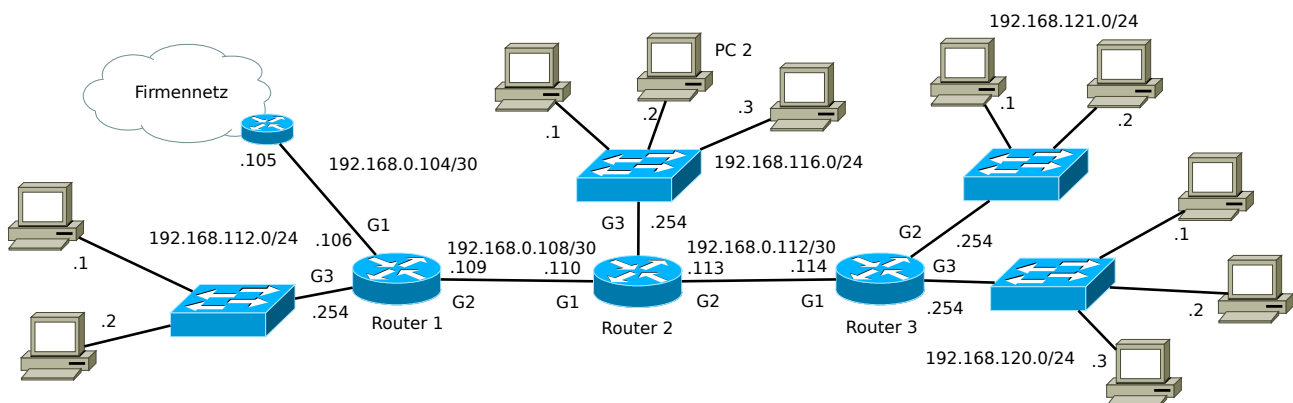 192.168.121.0/24
PC 2
Firmennetz
.1
.2
.3
.1
.2
.105
192.168.0.104/30
192.168.116.0/24
G1
G3
.254
G2
.254
.1
192.168.112.0/24
.106
192.168.0.108/30
192.168.0.112/30
.1
G3
.109
.110
.113
.114
G3
.254
G2
G1
G2
G1
.254
.2
.2
Router 1
Router 2
Router 3
192.168.120.0/24
.3